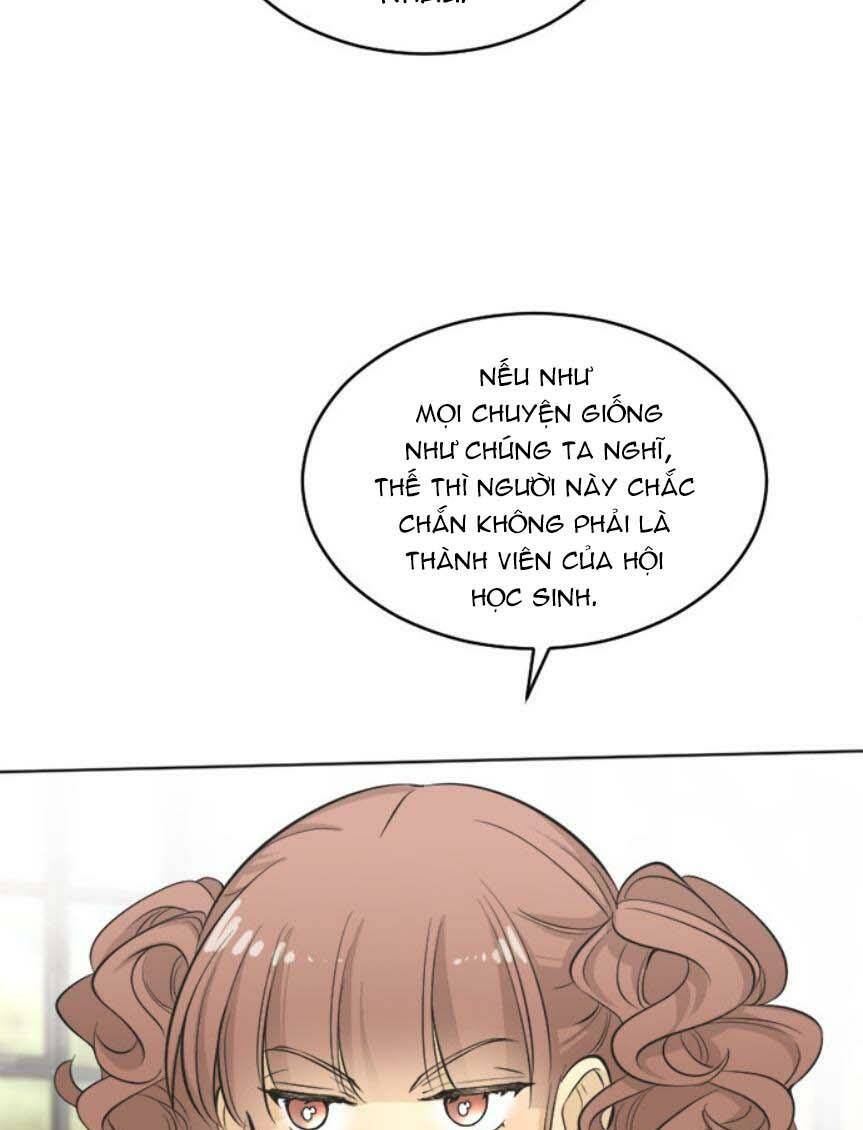 NẾU NHƯ
MỌI CHUYỆN GIỐNG
NHƯ CHÚNG TA NGHĨ,
THẾ THÌ NGƯỜI NÀY CHẮC
CHẮN KHÔNG PHẢI LÀ
THÀNH VIÊN CỦA HỘI
HỌC SINH.